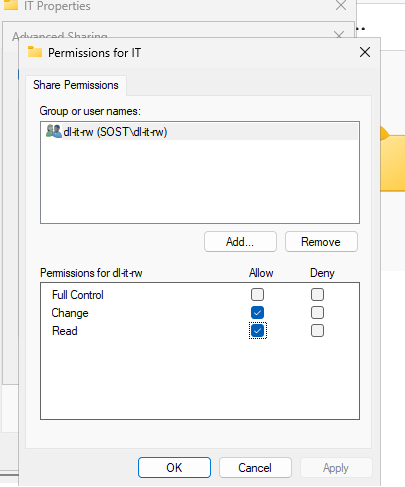 IT Properties
Advanced Sharing
Permissions for IT
Share Permissions
Group or user names:
dl-it-rw (SOST\dl-it-rw)
Add...
Remove
Permissions for dl-it-rw
Allow
Deny
Full Control
Change
Read
OK
Cancel
Apply